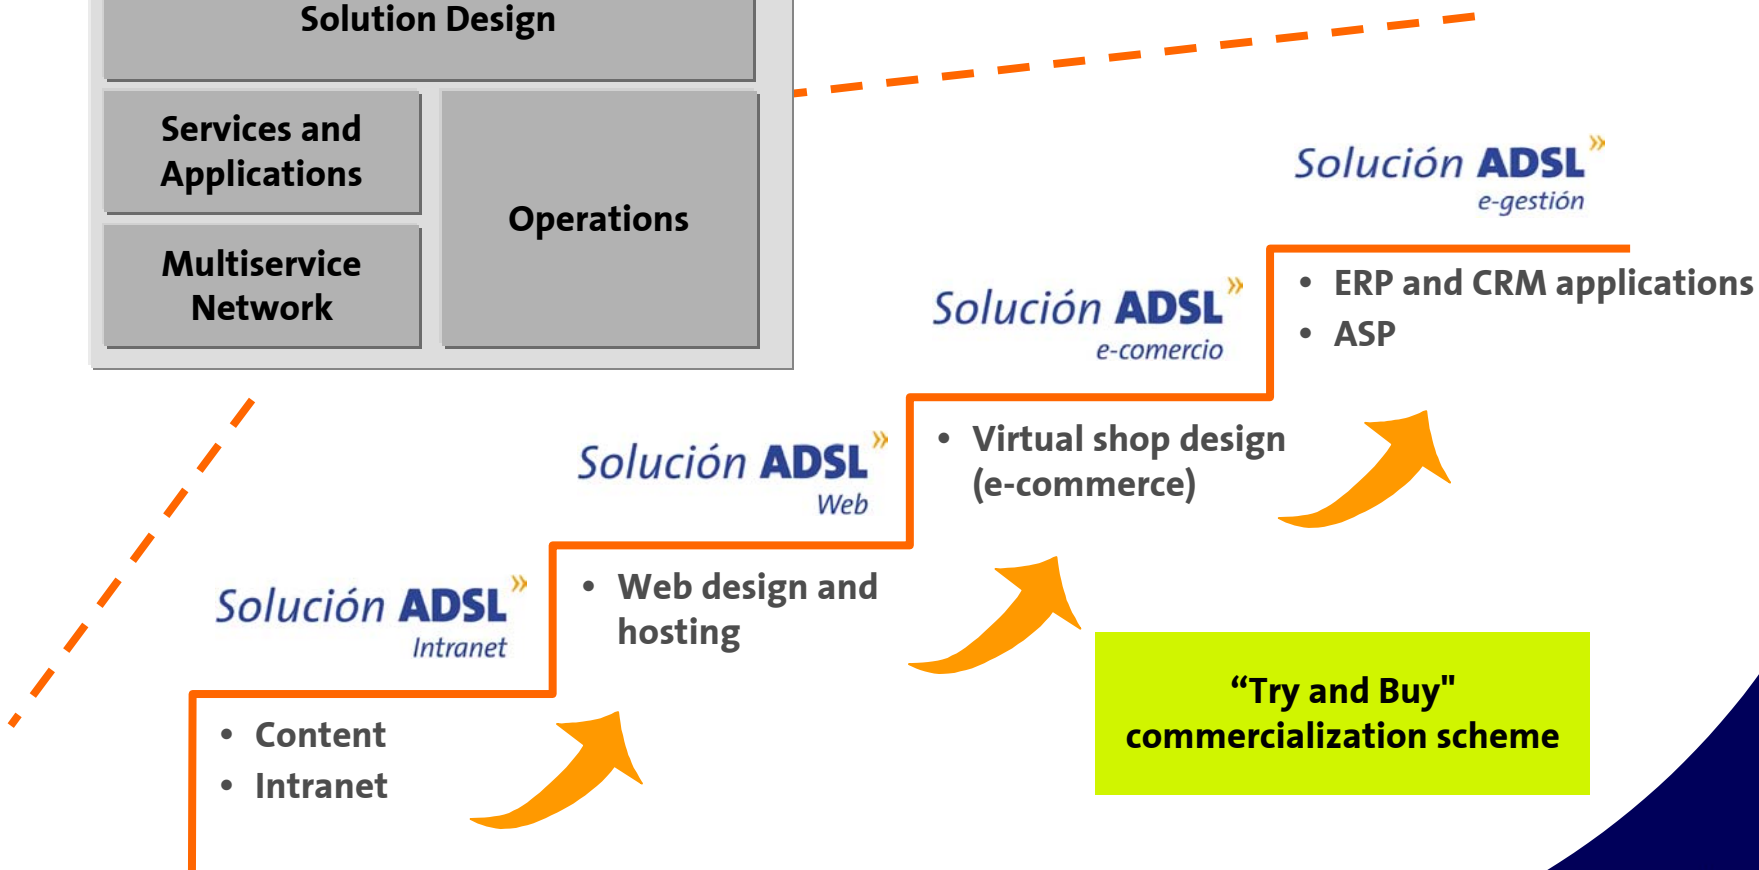 Solution Design
Services and
Applications
Operations
Multiservice
Network
Solución ADSL»
e-gestión
• ERP and CRM applications
• ASP
Solución ADSL»
e-comercio
• Virtual shop design
(e-commerce)
Solución ADSL»
Web
• Web design and
hosting
Solución ADSL»
Intranet
• Content
• Intranet
“Try and Buy"
commercialization scheme